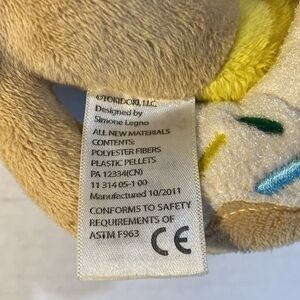 ©TOKIDOKI, LLC.
Designed by
Simone Legno
ALL NEW MATERIALS
CONTENTS:
POLYESTER FIBERS
PLASTIC PELLETS
PA 12334(CN)
11 314 05-1 00
Manufactured 10/2011
CONFORMS TO SAFETY
REQUIREMENTS OF
ASTM F963 CE